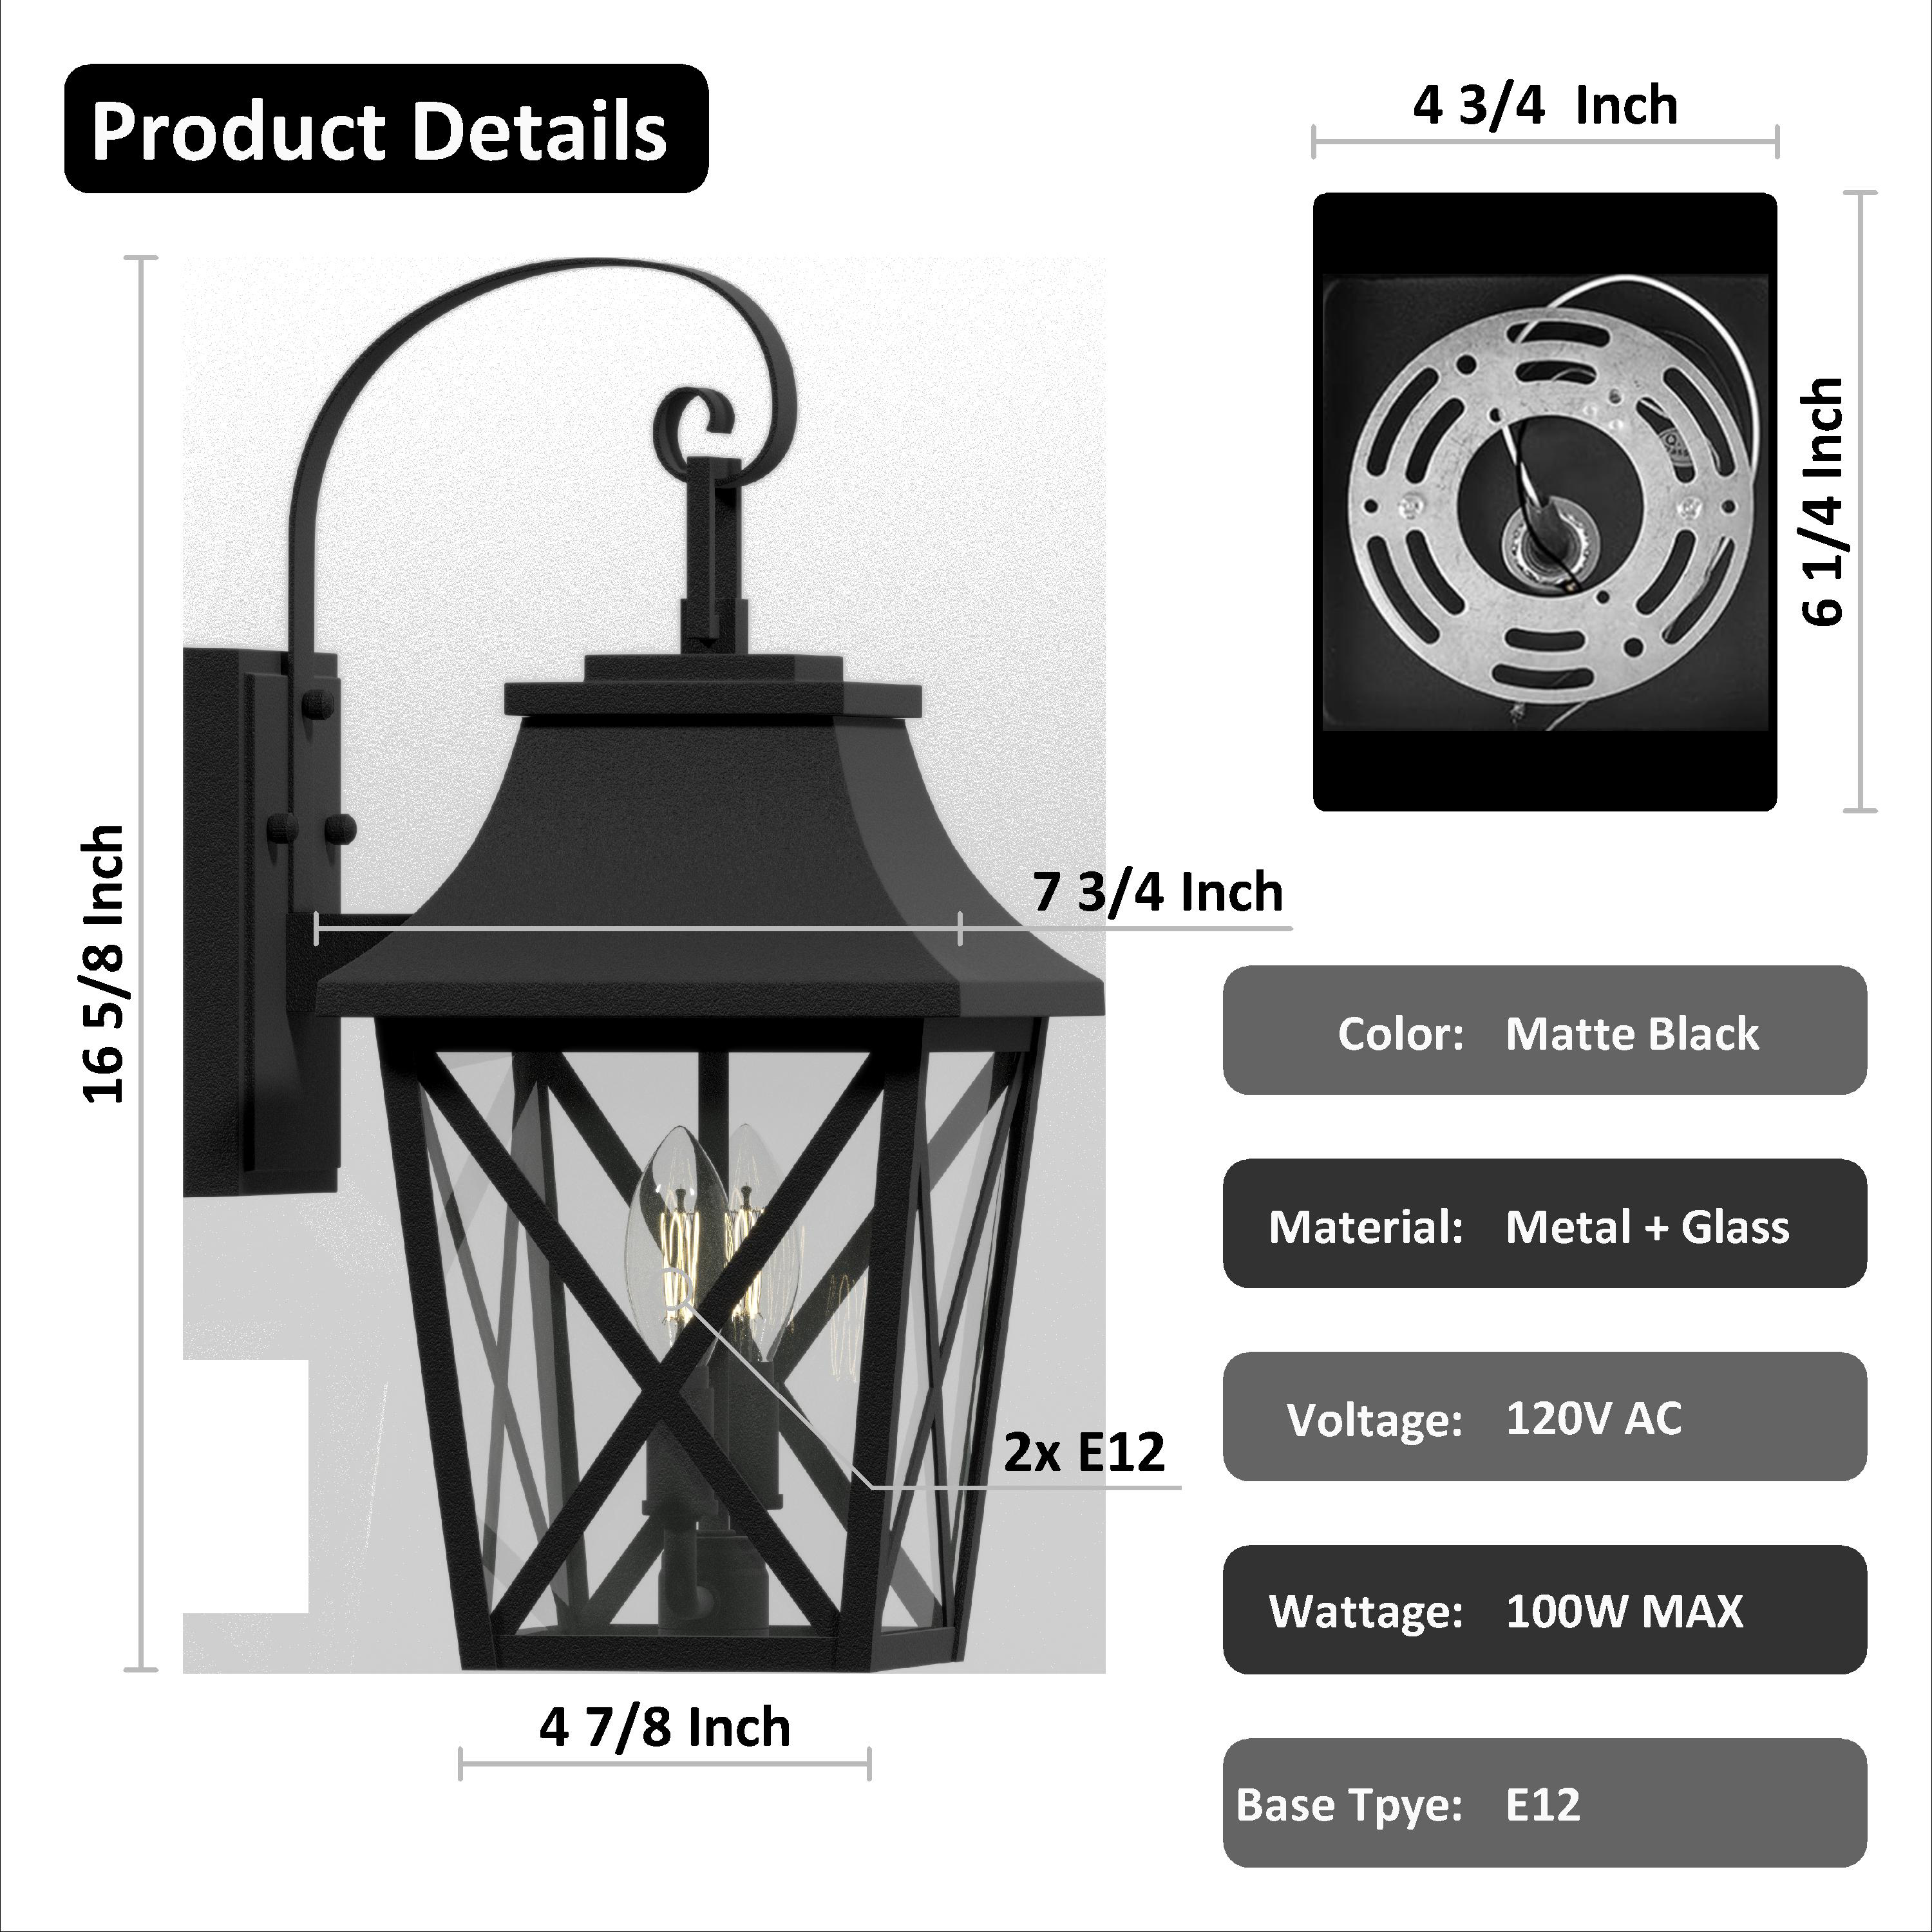 Product Details
4 3/4 Inch
6 1/4 Inch
16 5/8 Inch
7 3/4 Inch
Color: Matte Black
Material: Metal + Glass
Voltage: 120V AC
2x E12
Wattage: 100W MAX
4 7/8 Inch
Base Tpye: E12